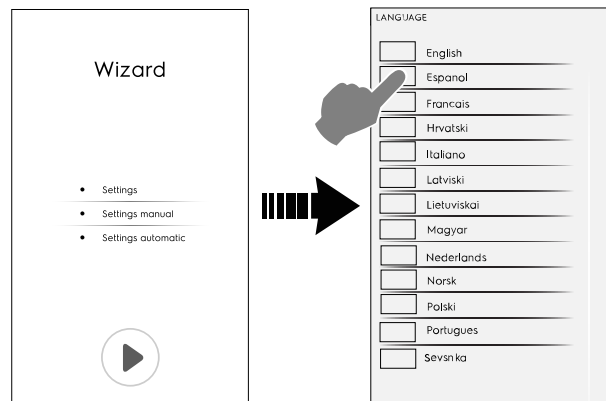 Wizard
Settings
Settings manual
Settings automatic
LANGUAGE
English
Espanol
Francais
Hrvatski
Italiano
Latviski
Lietuviskai
Magyar
Nederlands
Norsk
Polski
Portugues
Sevsnka